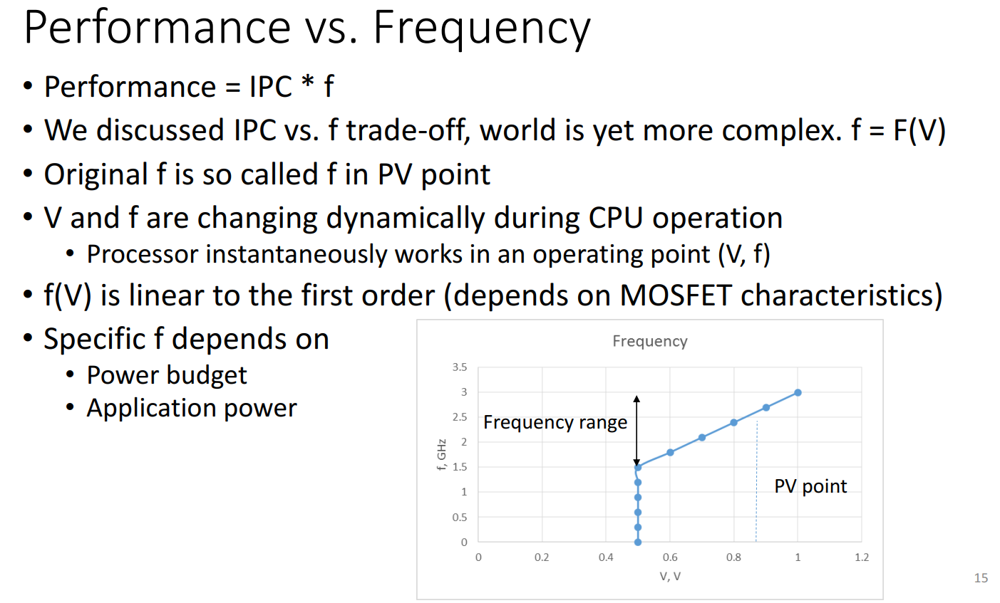 Performance vs. Frequency
• Performance = IPC * f
• We discussed IPC vs. f trade-off, world is yet more complex. f = F(V)
• Original f is so called f in PV point
• V and f are changing dynamically during CPU operation
• Processor instantaneously works in an operating point (V, f)
• f(V) is linear to the first order (depends on MOSFET characteristics)
• Specific f depends on
• Power budget
• Application power
Frequency
3.5
3
2.5
2
1.5
1
0.5
0
f, GHz
Frequency range
PV point
0 0.2 0.4 0.6 0.8 1 1.2
V, V
15